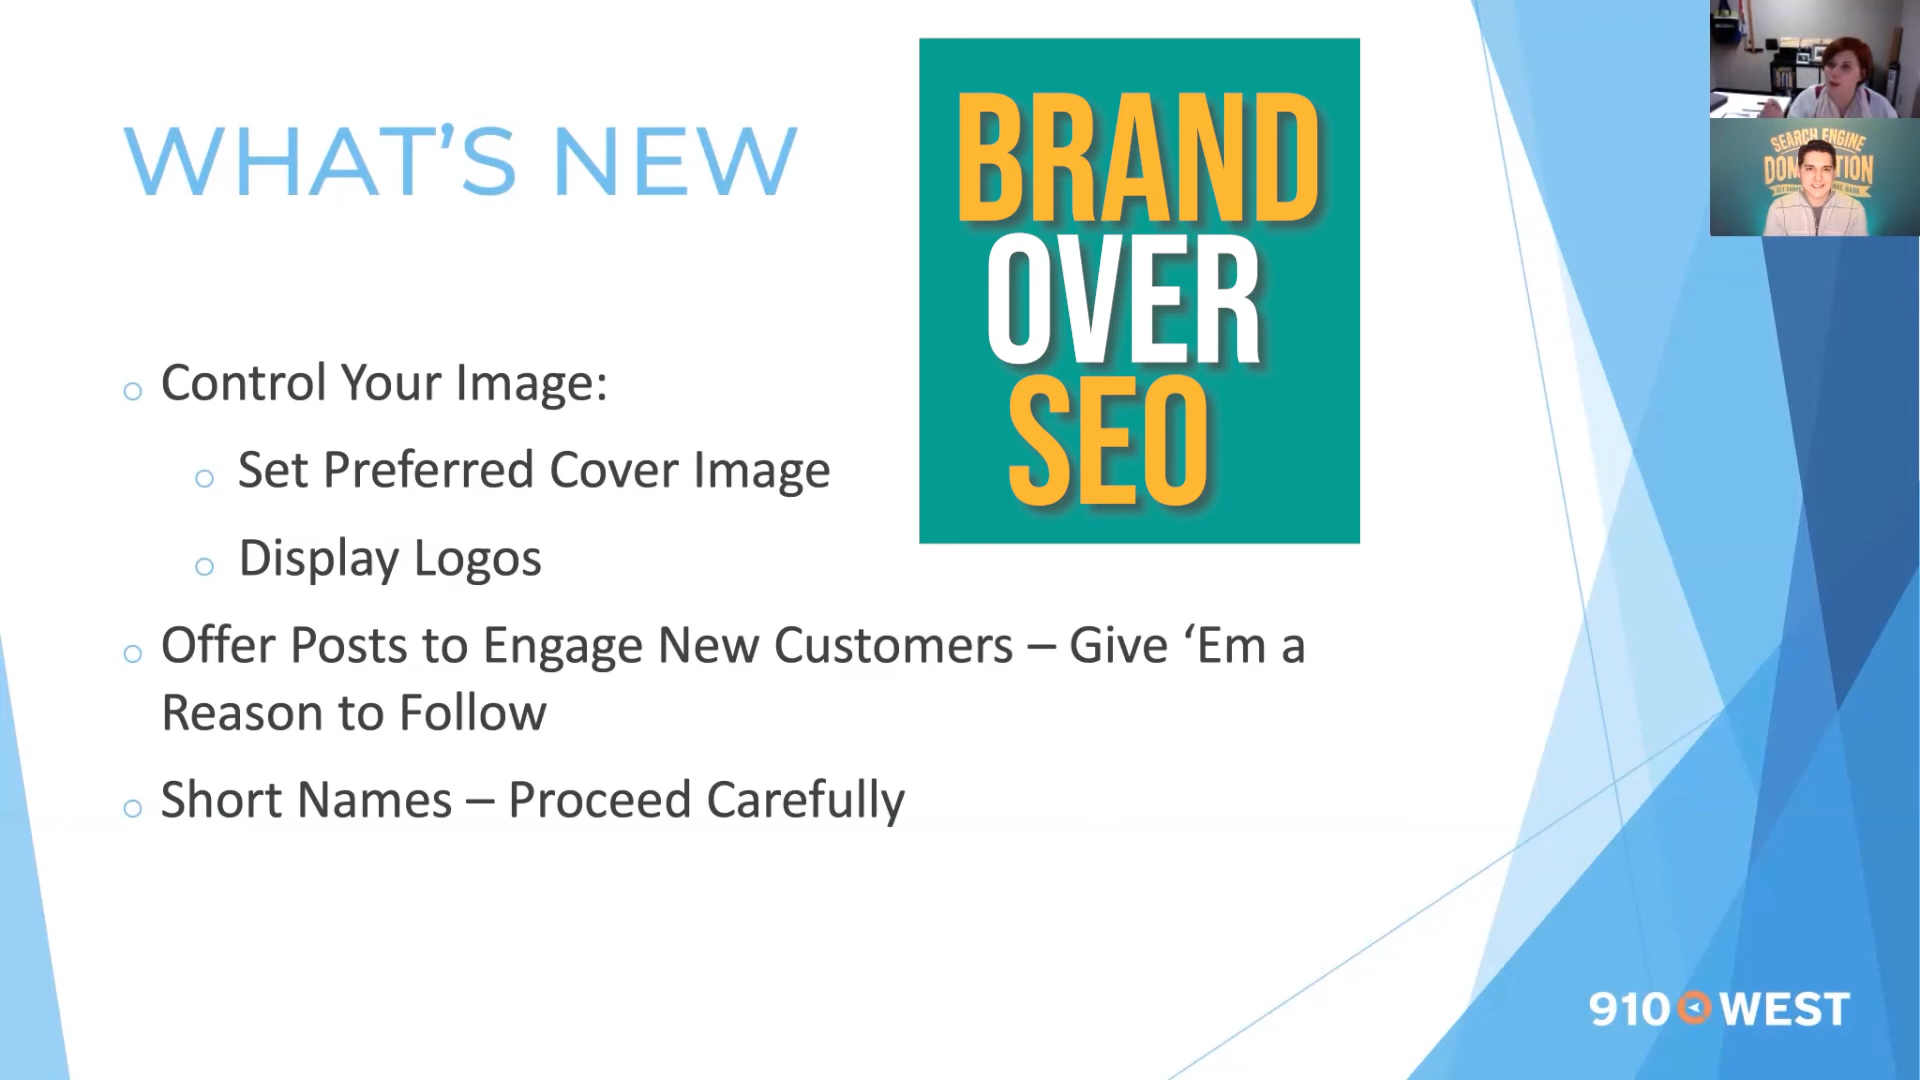 WHAT'S NEW
BRAND
OVER
SEO
Control Your Image:
Set Preferred Cover Image
Display Logos
Offer Posts to Engage New Customers – Give ‘Em a
Reason to Follow
Short Names – Proceed Carefully
SEARCH ENGINE
910 WEST